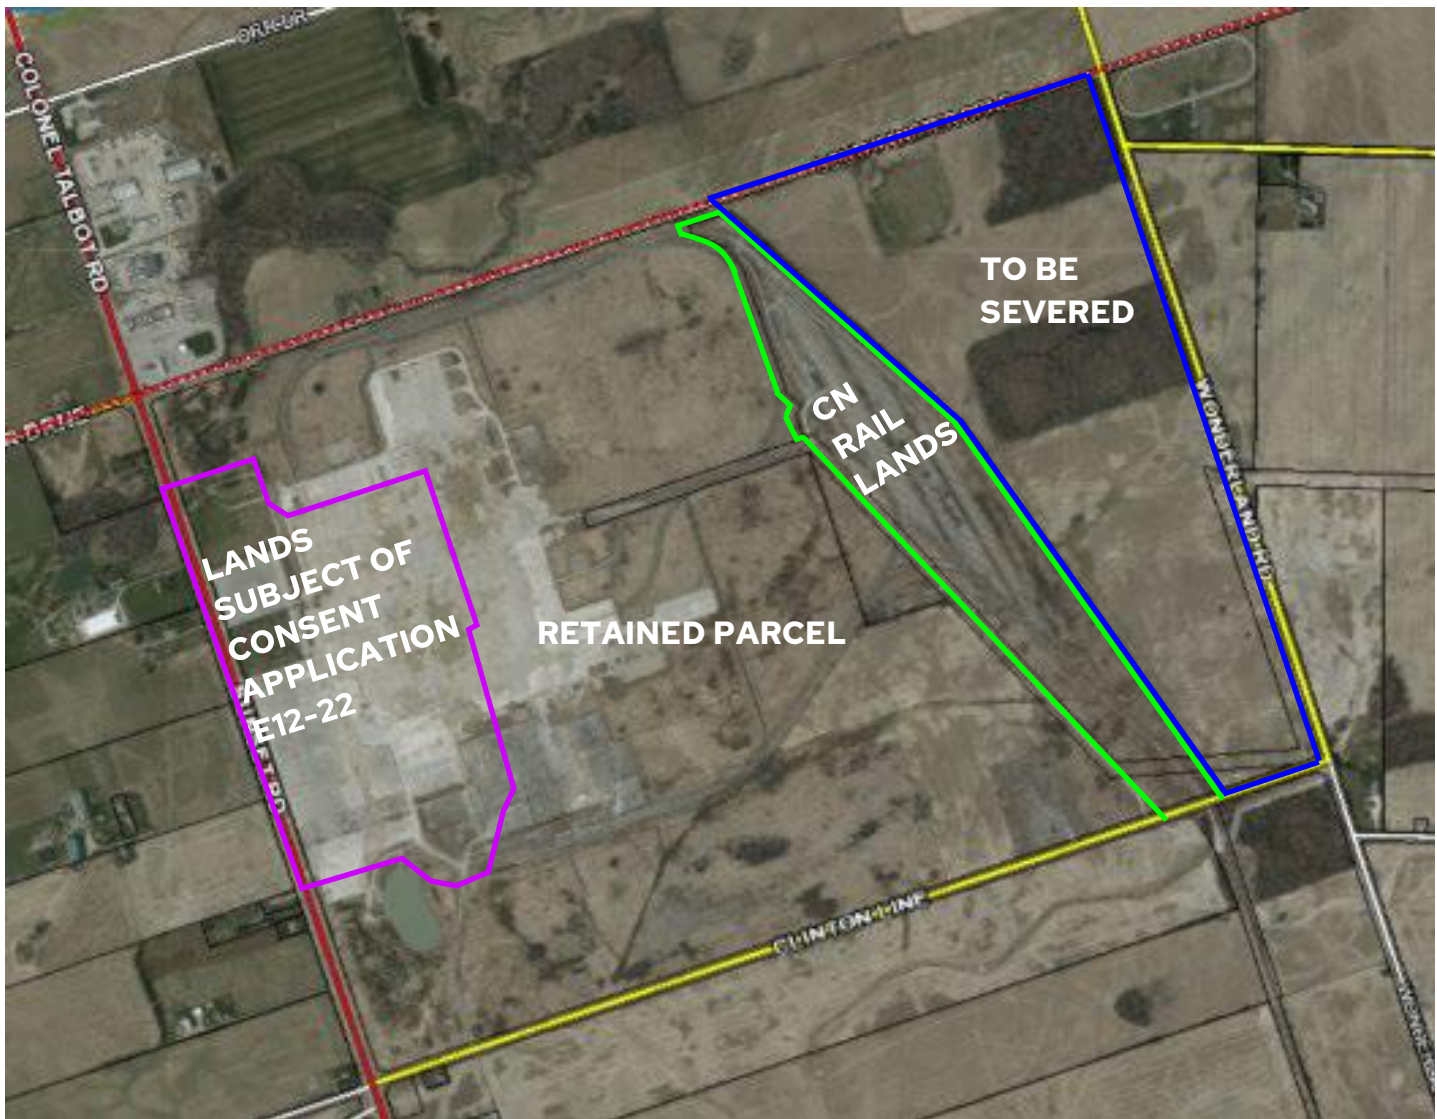 COLONEL TALBOT RD
TO BE
SEVERED
CN
RAIL
LANDS
WONDERLAND RD
LANDS
SUBJECT OF
CONSENT
APPLICATION
E12-22
RETAINED PARCEL
CLINTON LINE